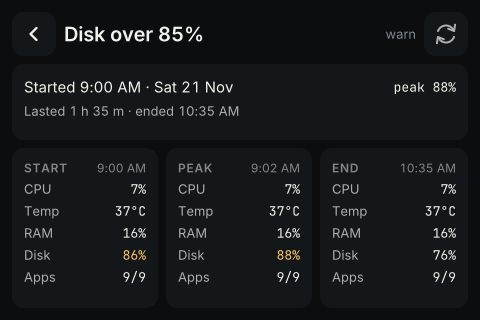 Disk over 85%
warn
Started 9:00 AM · Sat 21 Nov
peak 88%
Lasted 1 h 35 m · ended 10:35 AM
START 9:00 AM
CPU 7%
Temp 37°C
RAM 16%
Disk 86%
Apps 9/9
PEAK 9:02 AM
CPU 7%
Temp 37°C
RAM 16%
Disk 88%
Apps 9/9
END 10:35 AM
CPU 7%
Temp 37°C
RAM 16%
Disk 76%
Apps 9/9